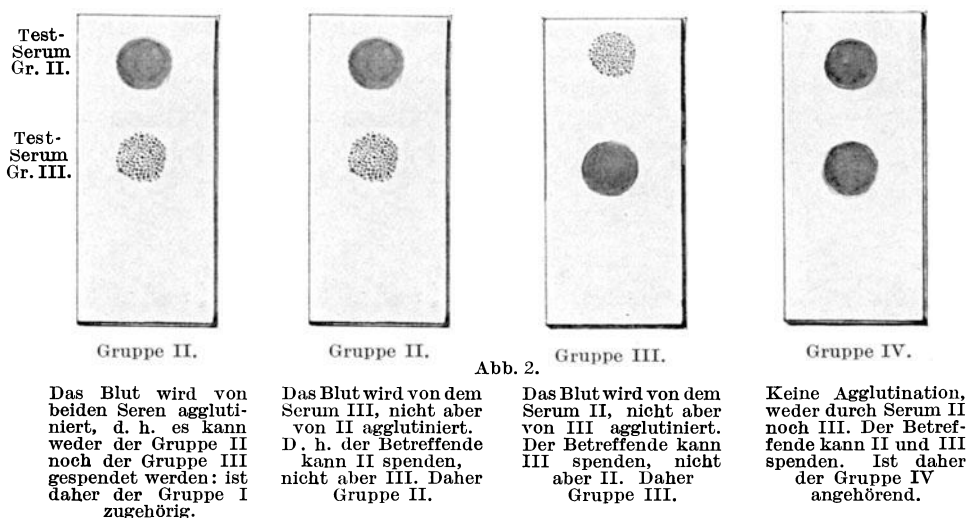 Test-
Serum
Gr. II.
Test-
Serum
Gr. III.
Gruppe II.
Gruppe II.
Gruppe III.
Gruppe IV.
Abb. 2.
Das Blut wird von
beiden Seren aggluti-
niert, d. h. es kann
weder der Gruppe II
noch der Gruppe III
gespendet werden: ist
daher der Gruppe I
zugehörig.
Das Blut wird von dem
Serum III, nicht aber
von II agglutiniert.
D. h. der Betreffende
kann II spenden,
nicht aber III. Daher
Gruppe II.
Das Blut wird von dem
Serum II, nicht aber
von III agglutiniert.
Der Betreffende kann
III spenden, nicht
aber II. Daher
Gruppe III.
Keine Agglutination,
weder durch Serum II
noch III. Der Betref-
fende kann II und III
spenden. Ist daher
der Gruppe IV
angehörend.